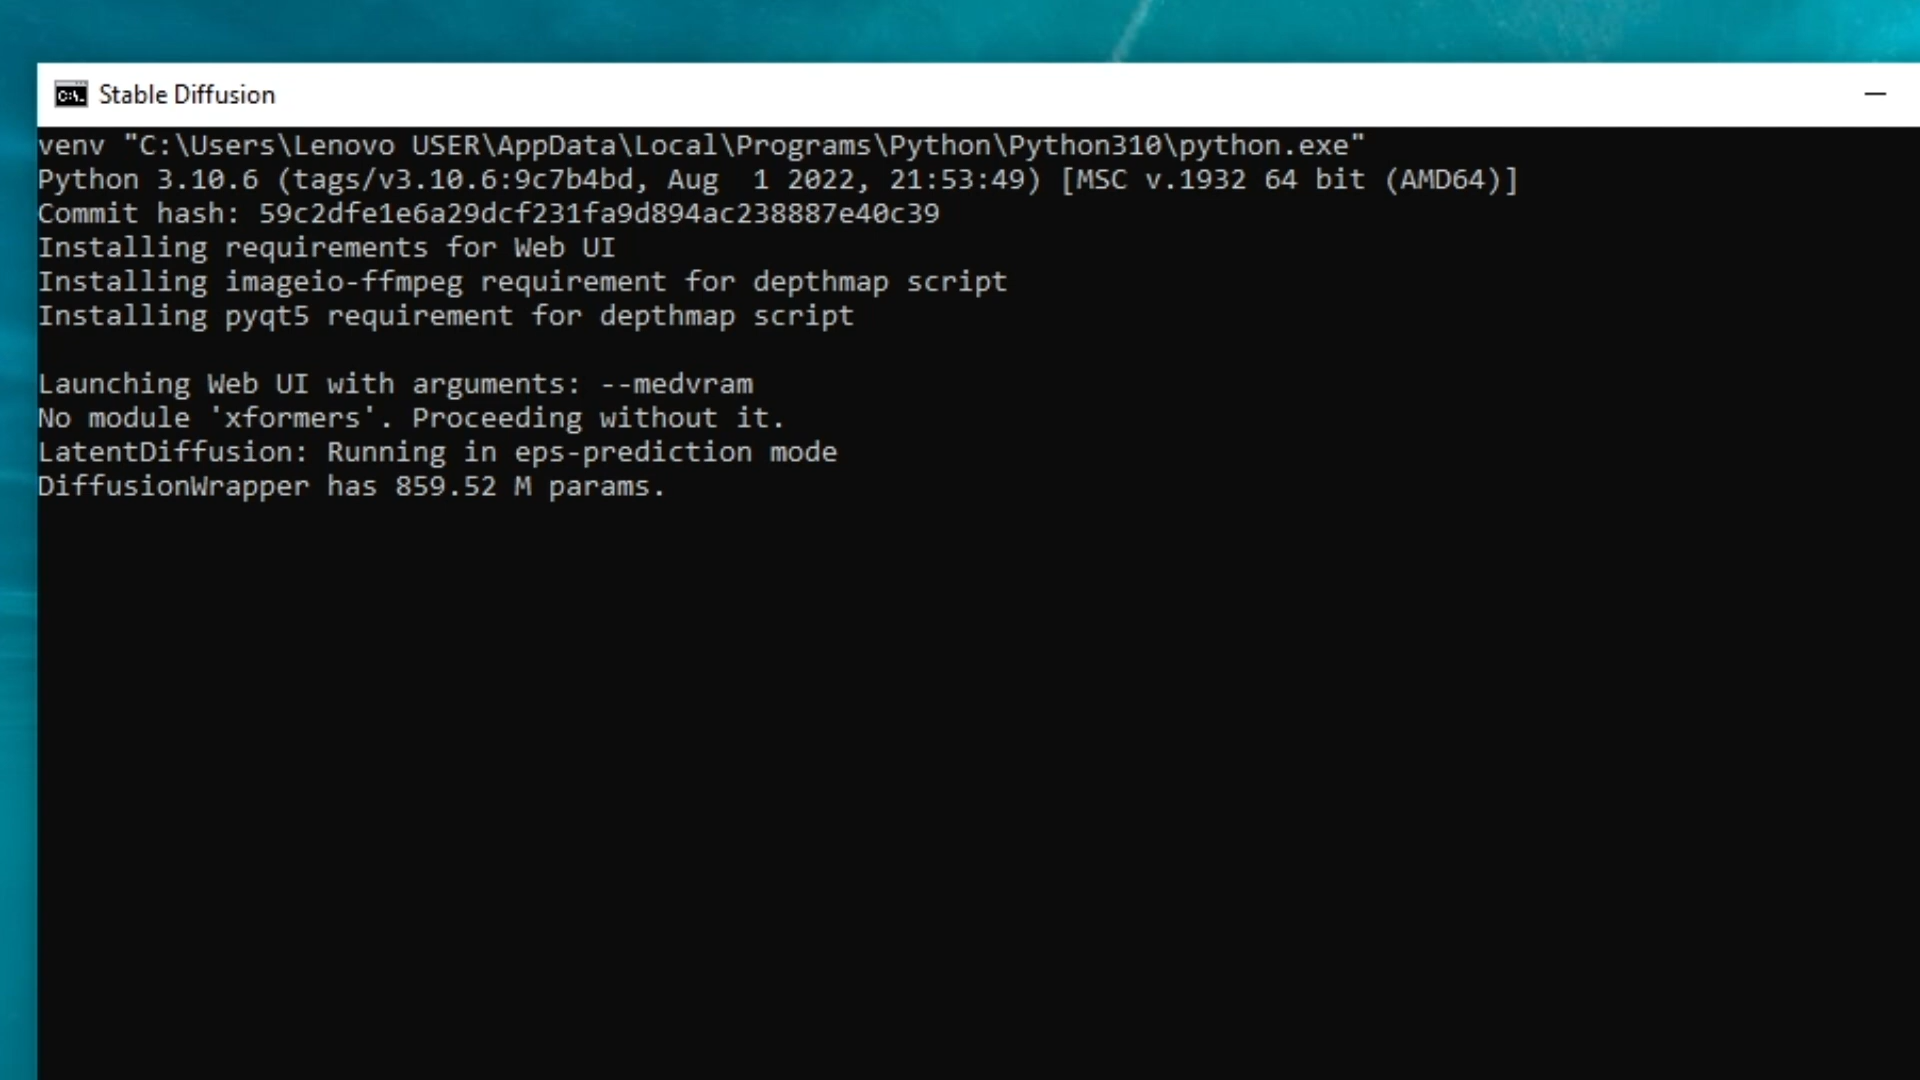 Stable Diffusion
venv "C:\Users\Lenovo USER\AppData\Local\Programs\Python\Python310\python.exe"
Python 3.10.6 (tags/v3.10.6:9c7b4bd, Aug  1 2022, 21:53:49) [MSC v.1932 64 bit (AMD64)]
Commit hash: 59c2dfe1e6a29dcf231fa9d894ac238887e40c39
Installing requirements for Web UI
Installing imageio-ffmpeg requirement for depthmap script
Installing pyqt5 requirement for depthmap script
Launching Web UI with arguments: --medvram
No module 'xformers'. Proceeding without it.
LatentDiffusion: Running in eps-prediction mode
DiffusionWrapper has 859.52 M params.